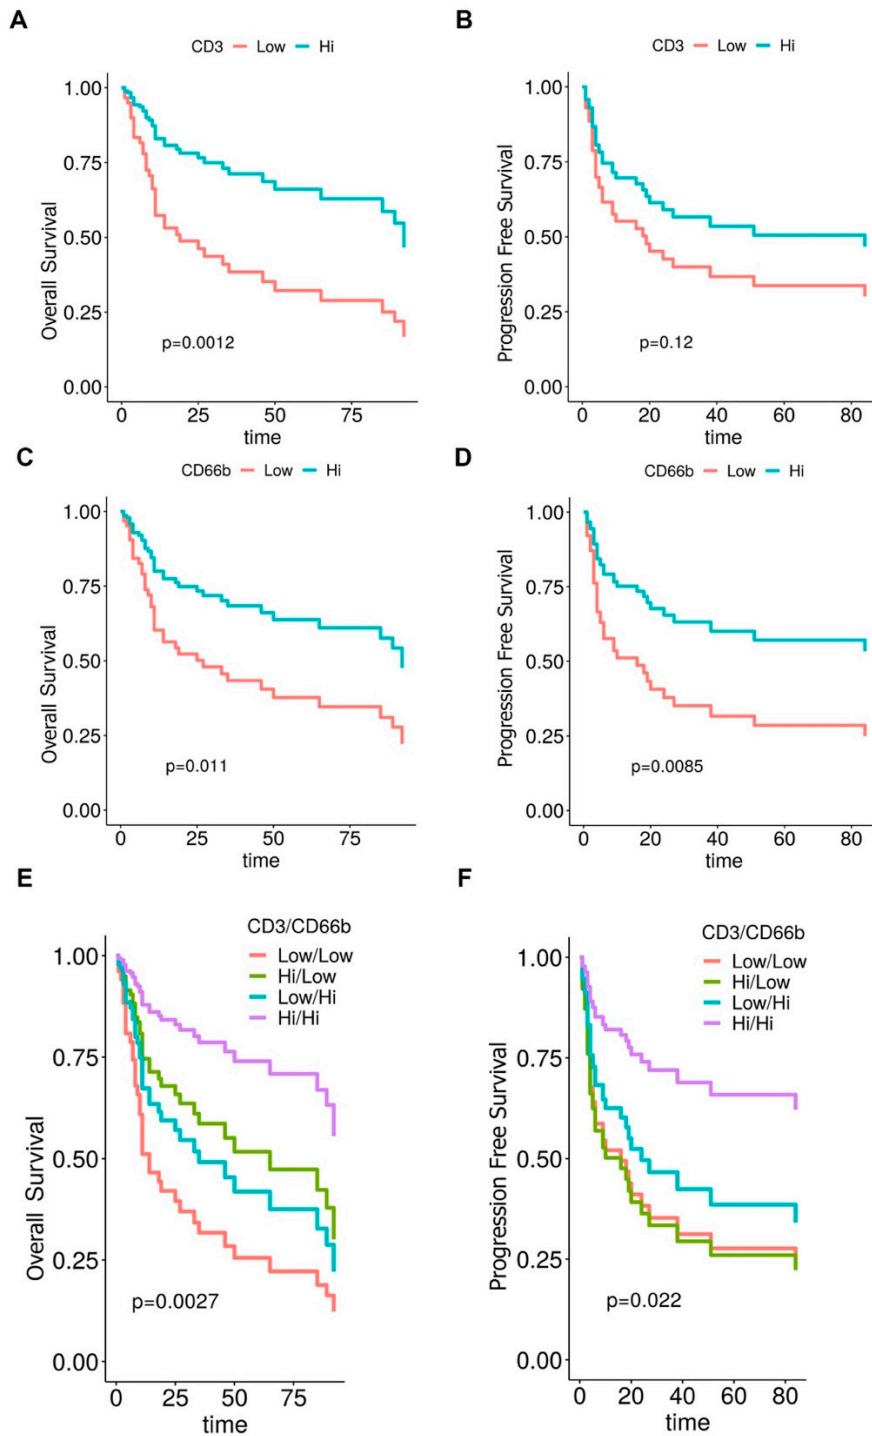 A
CD3 Low Hi
Overall Survival
1.00
0.75
0.50
0.25
0.00
p=0.0012
0 25 50 75
time
B
CD3 Low Hi
Progression Free Survival
1.00
0.75
0.50
0.25
0.00
p=0.12
0 20 40 60 80
time
C
CD66b Low Hi
Overall Survival
1.00
0.75
0.50
0.25
0.00
p=0.011
0 25 50 75
time
D
CD66b Low Hi
Progression Free Survival
1.00
0.75
0.50
0.25
0.00
p=0.0085
0 20 40 60 80
time
E
CD3/CD66b
Low/Low
Hi/Low
Low/Hi
Hi/Hi
Overall Survival
1.00
0.75
0.50
0.25
0.00
p=0.0027
0 25 50 75
time
F
CD3/CD66b
Low/Low
Hi/Low
Low/Hi
Hi/Hi
Progression Free Survival
1.00
0.75
0.50
0.25
0.00
p=0.022
0 20 40 60 80
time